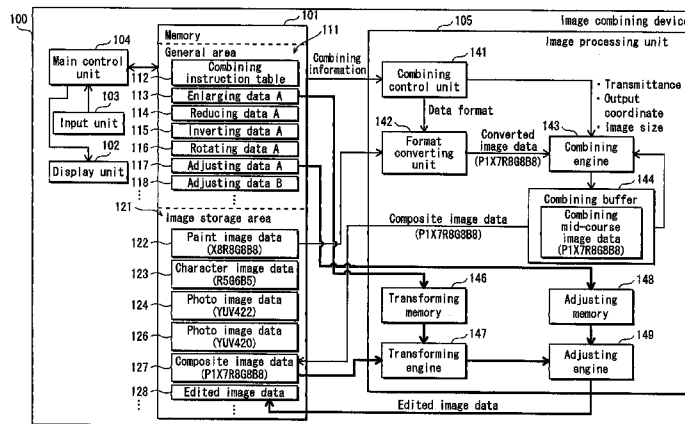 100
101
105
Image combining device
Image processing unit
104
Main control
unit
103
Input unit
102
Display unit
Memory
General area
111
112
Combining
instruction table
113
Enlarging data A
114
Reducing data A
115
Inverting data A
116
Rotating data A
117
Adjusting data A
118
Adjusting data B
121
Image storage area
122
Paint image data
(X8R8G8B8)
123
Character image data
(R5G6B5)
124
Photo image data
(YUV422)
126
Photo image data
(YUV420)
127
Composite image data
(P1X7R8G8B8)
128
Edited image data
Combining
information
141
Combining
control unit
Data format
142
Format
converting
unit
Converted
image data
(P1X7R8G8B8)
• Transmittance
• Output
coordinate
• Image size
143
Combining
engine
144
Combining buffer
Combining
mid-course
image data
(P1X7R8G8B8)
Composite image data
(P1X7R8G8B8)
146
Transforming
memory
147
Transforming
engine
148
Adjusting
memory
149
Adjusting
engine
Edited image data